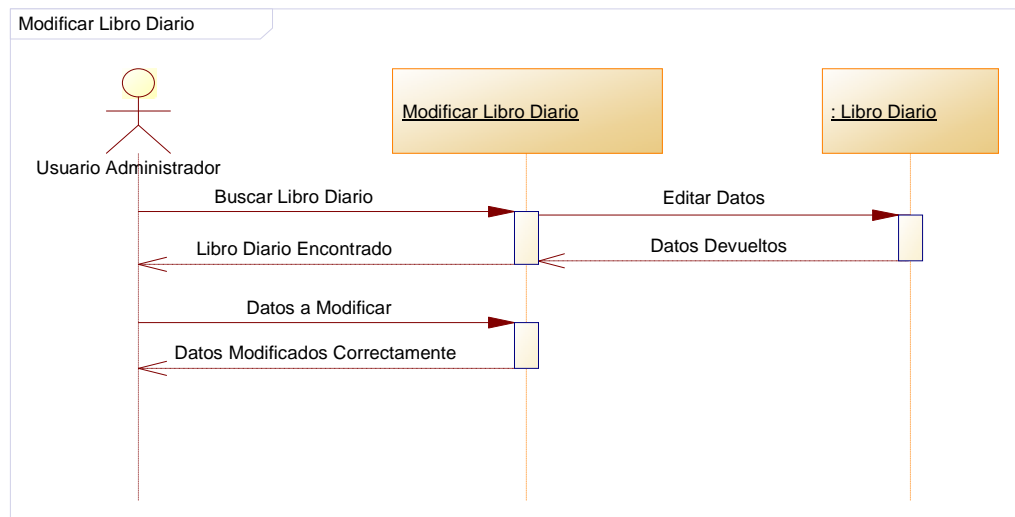 Modificar Libro Diario
Modificar Libro Diario
: Libro Diario
Usuario Administrador
Buscar Libro Diario
Editar Datos
Libro Diario Encontrado
Datos Devueltos
Datos a Modificar
Datos Modificados Correctamente